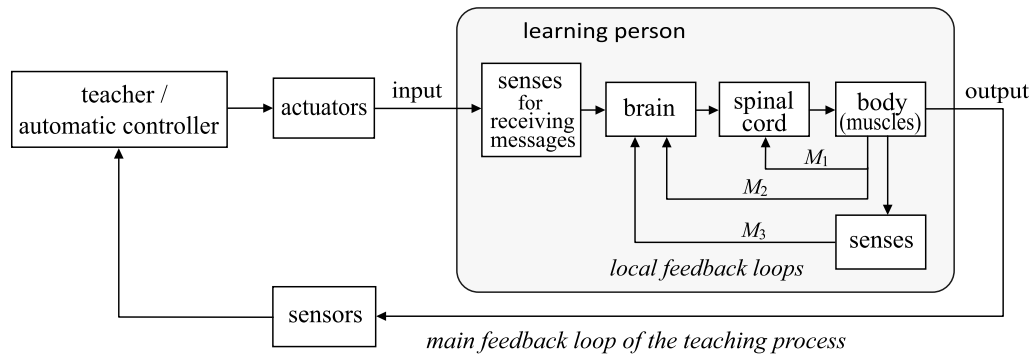 learning person
teacher /
automatic controller
actuators
input
senses
for
receiving
messages
brain
spinal
cord
body
(muscles)
output
M1
M2
M3
senses
local feedback loops
sensors
main feedback loop of the teaching process